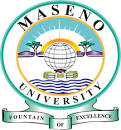 MASENO
UNIVERSITY
FOUNTAIN OF EXCELLENCE